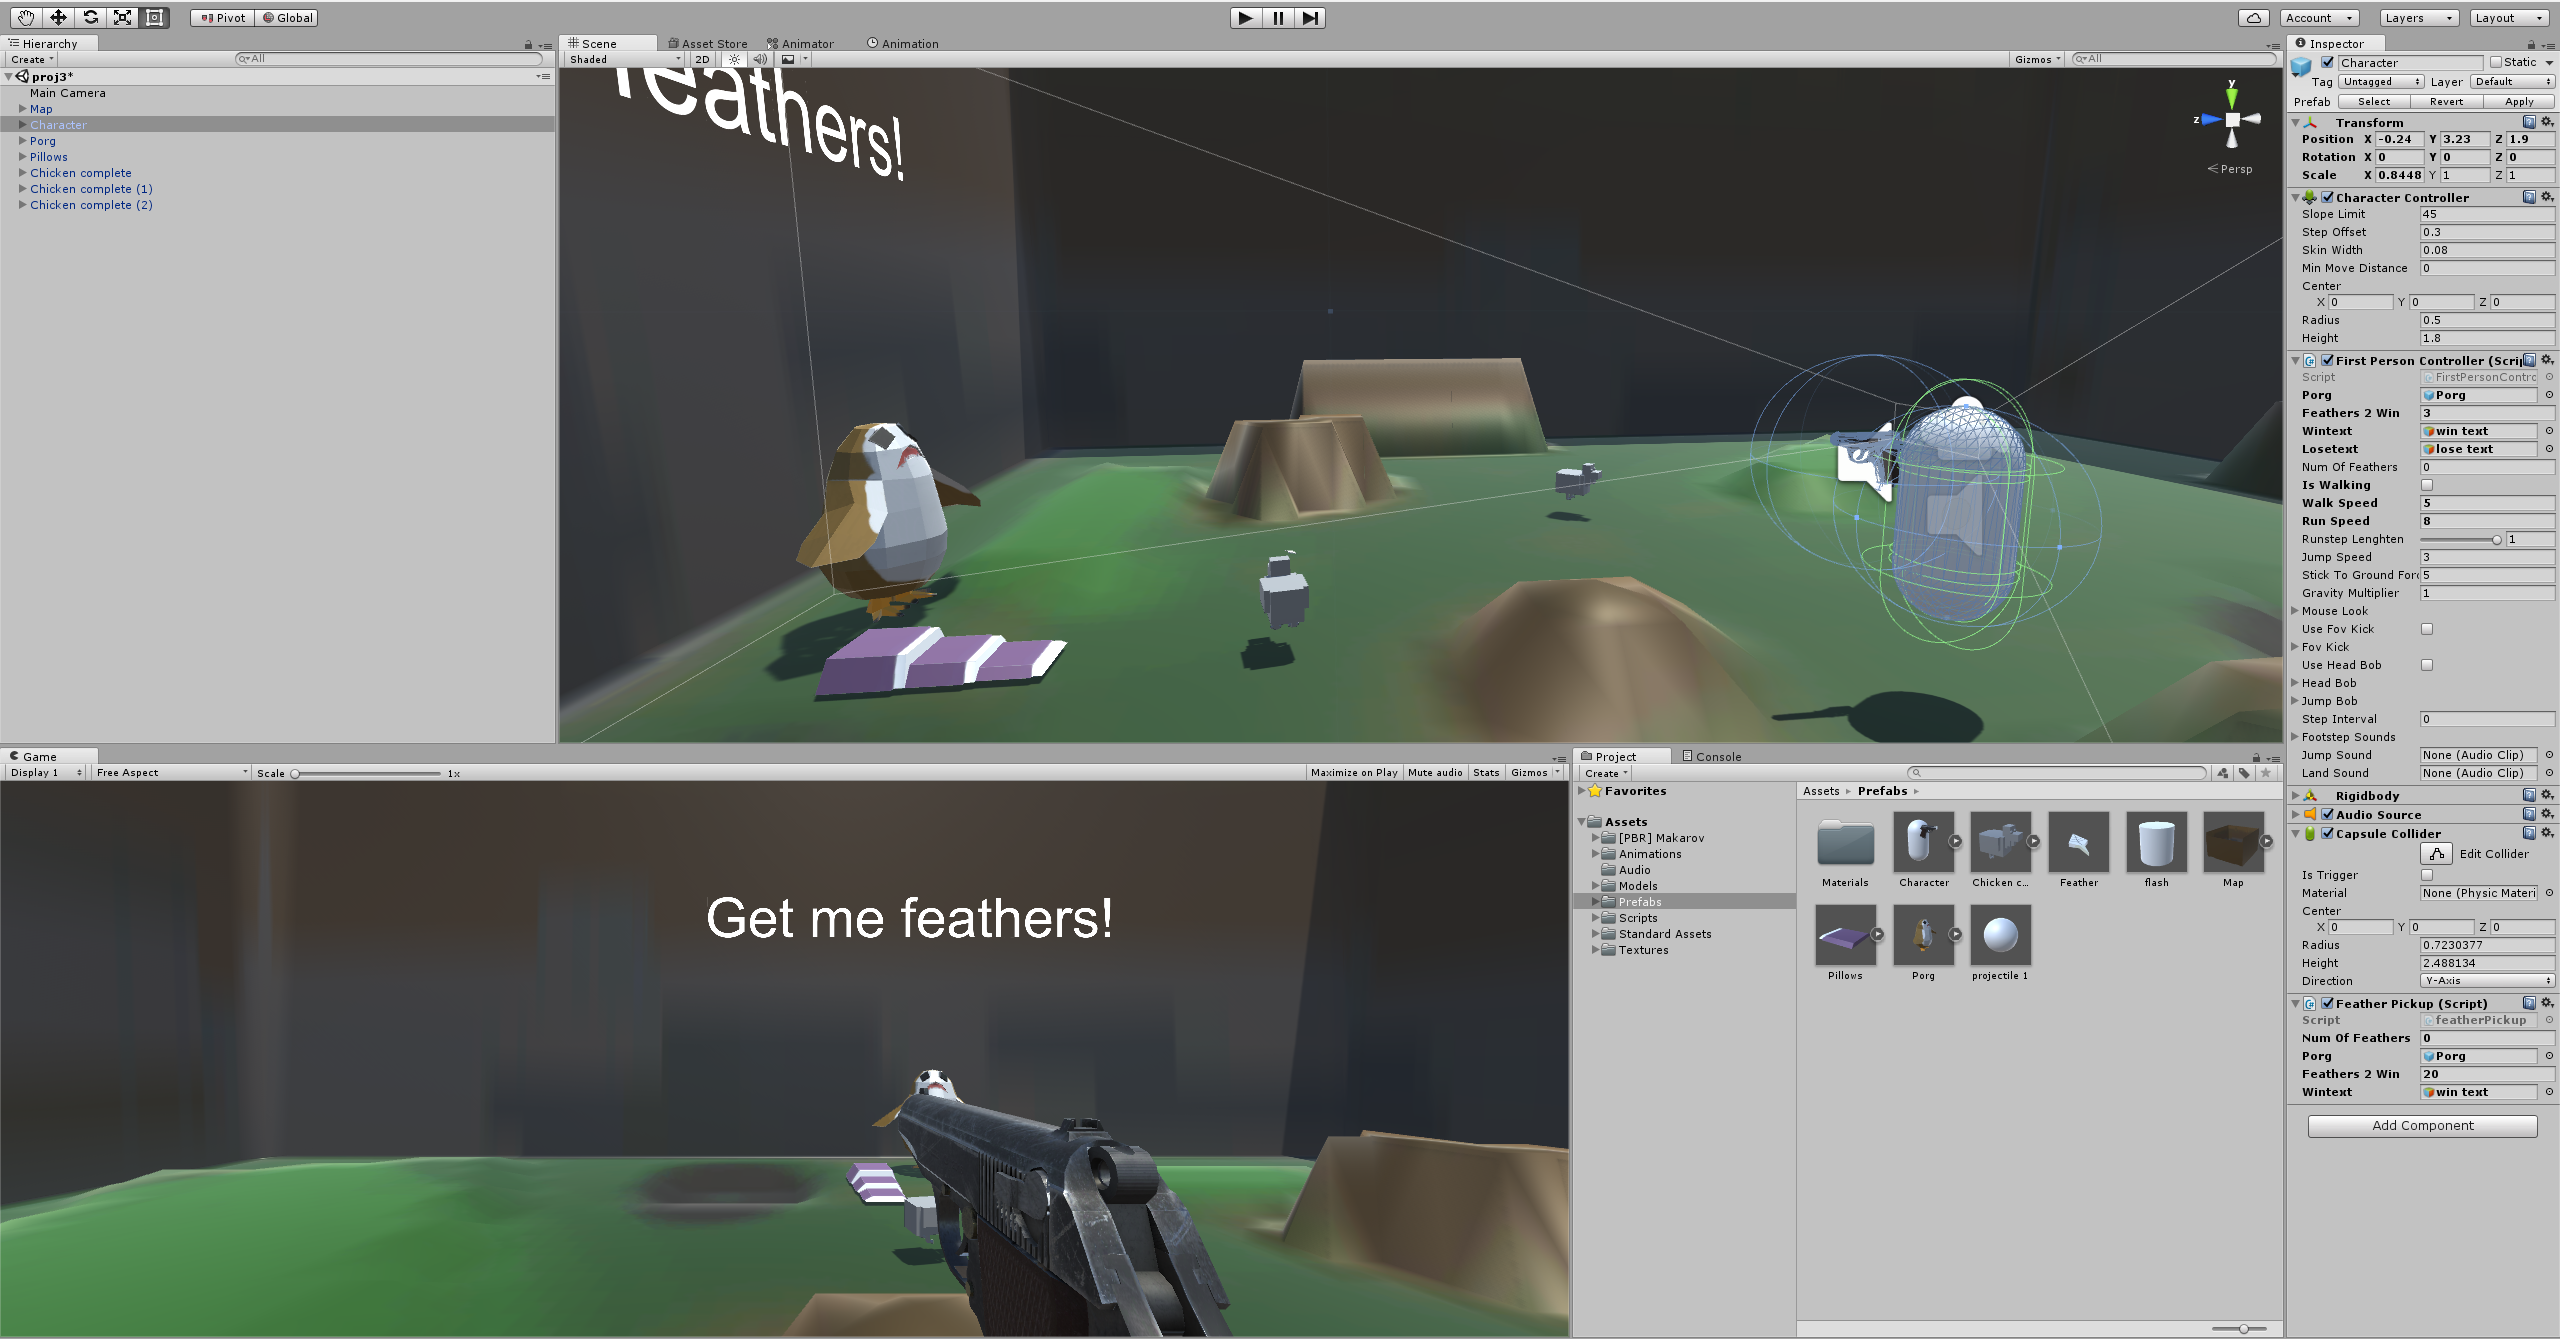 Pivot Global Account Layers Layout
Hierarchy
Create All
proj3*
Main Camera
Map
Character
Porg
Pillows
Chicken complete
Chicken complete (1)
Chicken complete (2)
Scene Asset Store Animator Animation
Shaded 2D Gizmos All
feathers!
y
z
Persp
Game
Display 1 Free Aspect Scale 1x Maximize on Play Mute audio Stats Gizmos
Get me feathers!
Project Console
Create
Favorites
Assets
[PBR] Makarov
Animations
Audio
Models
Prefabs
Scripts
Standard Assets
Textures
Assets Prefabs
Materials Character Chicken c... Feather flash Map
Pillows Porg projectile 1
Inspector
Character Static
Tag Untagged Layer Default
Prefab Select Revert Apply
Transform
Position X -0.24 Y 3.23 Z 1.9
Rotation X 0 Y 0 Z 0
Scale X 0.8448 Y 1 Z 1
Character Controller
Slope Limit 45
Step Offset 0.3
Skin Width 0.08
Min Move Distance 0
Center
X 0 Y 0 Z 0
Radius 0.5
Height 1.8
First Person Controller (Scrip
Script FirstPersonContro
Porg Porg
Feathers 2 Win 3
Wintext win text
Losetext lose text
Num Of Feathers 0
Is Walking
Walk Speed 5
Run Speed 8
Runstep Lenghten 1
Jump Speed 3
Stick To Ground Forc 5
Gravity Multiplier 1
Mouse Look
Use Fov Kick
Fov Kick
Use Head Bob
Head Bob
Jump Bob
Step Interval 0
Footstep Sounds
Jump Sound None (Audio Clip)
Land Sound None (Audio Clip)
Rigidbody
Audio Source
Capsule Collider
Edit Collider
Is Trigger
Material None (Physic Materi
Center
X 0 Y 0 Z 0
Radius 0.7230377
Height 2.488134
Direction Y-Axis
Feather Pickup (Script)
Script featherPickup
Num Of Feathers 0
Porg Porg
Feathers 2 Win 20
Wintext win text
Add Component